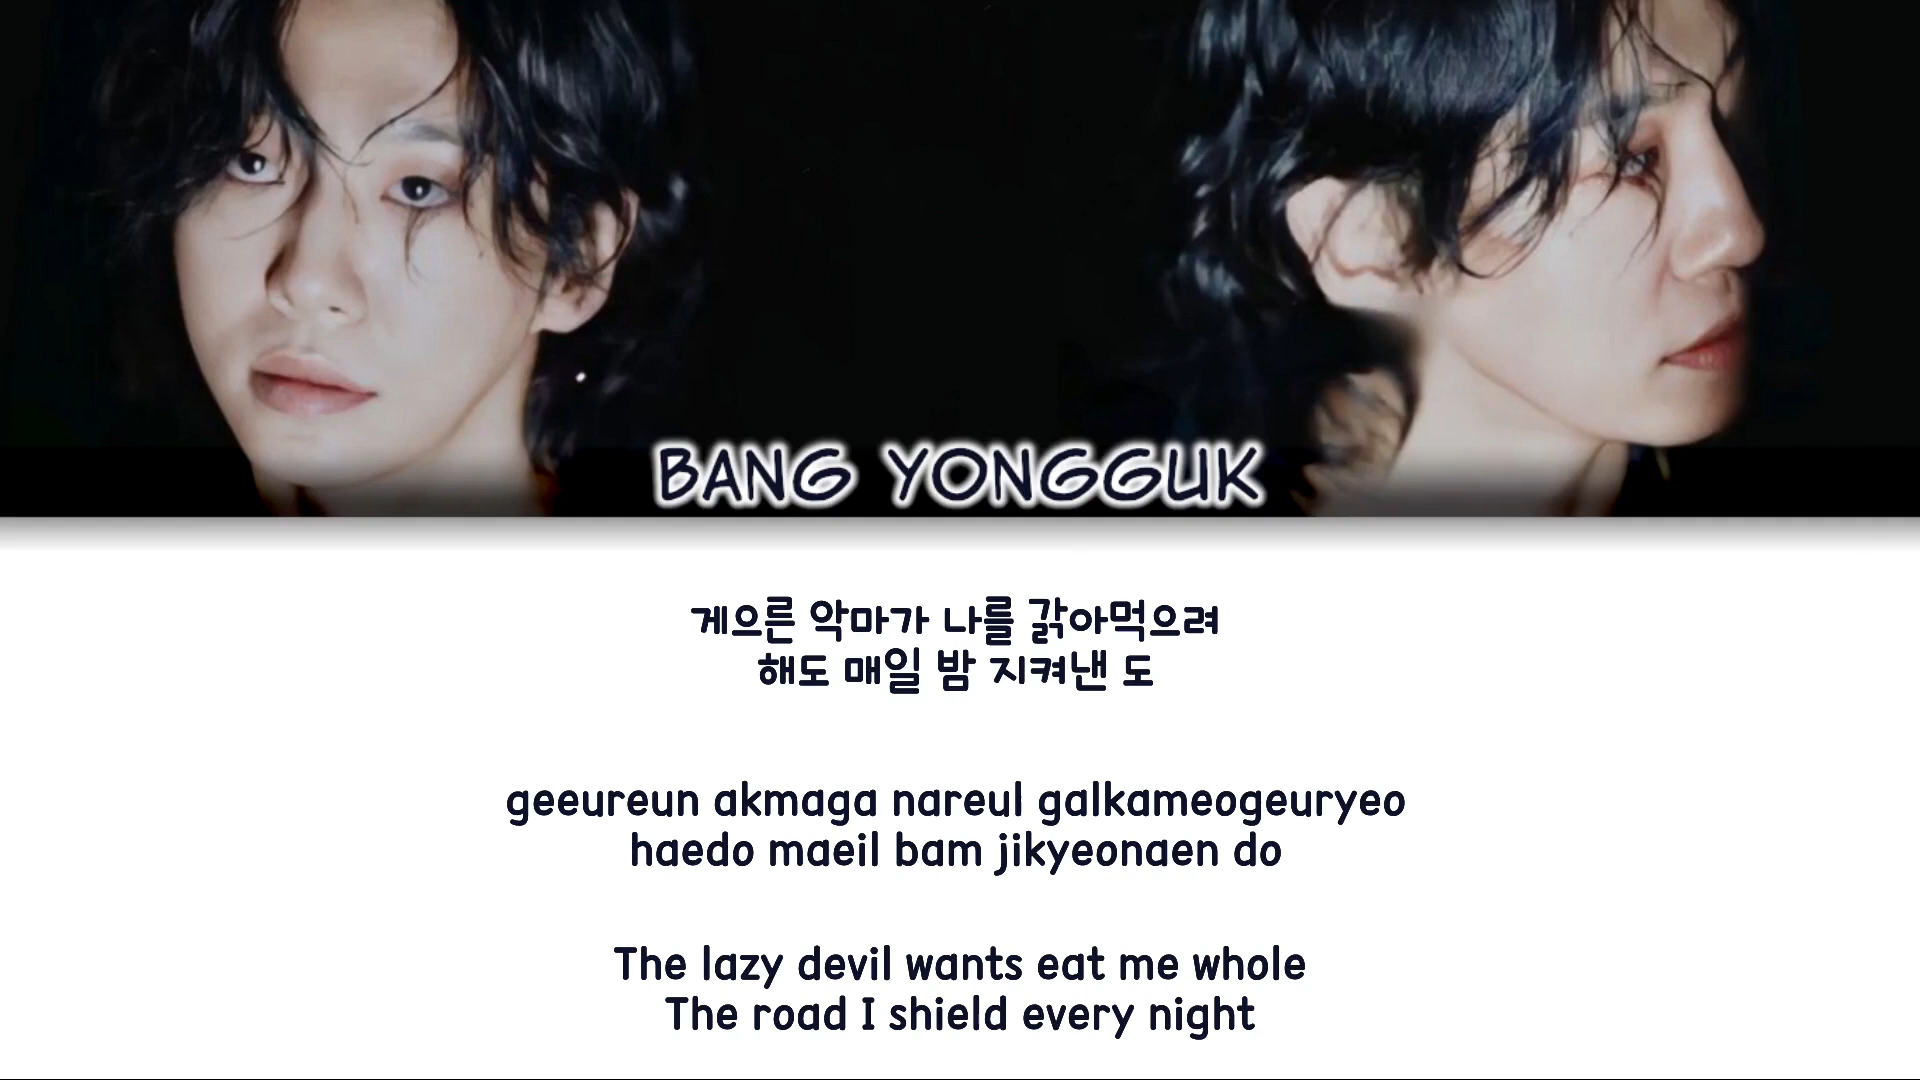 BANG YONGGUK
게으른 악마가 나를 갉아먹으려
해도 매일 밤 지켜낸 도
geeureun akmaga nareul galkameogeuryeo
haedo maeil bam jikyeonaen do
The lazy devil wants eat me whole
The road I shield every night